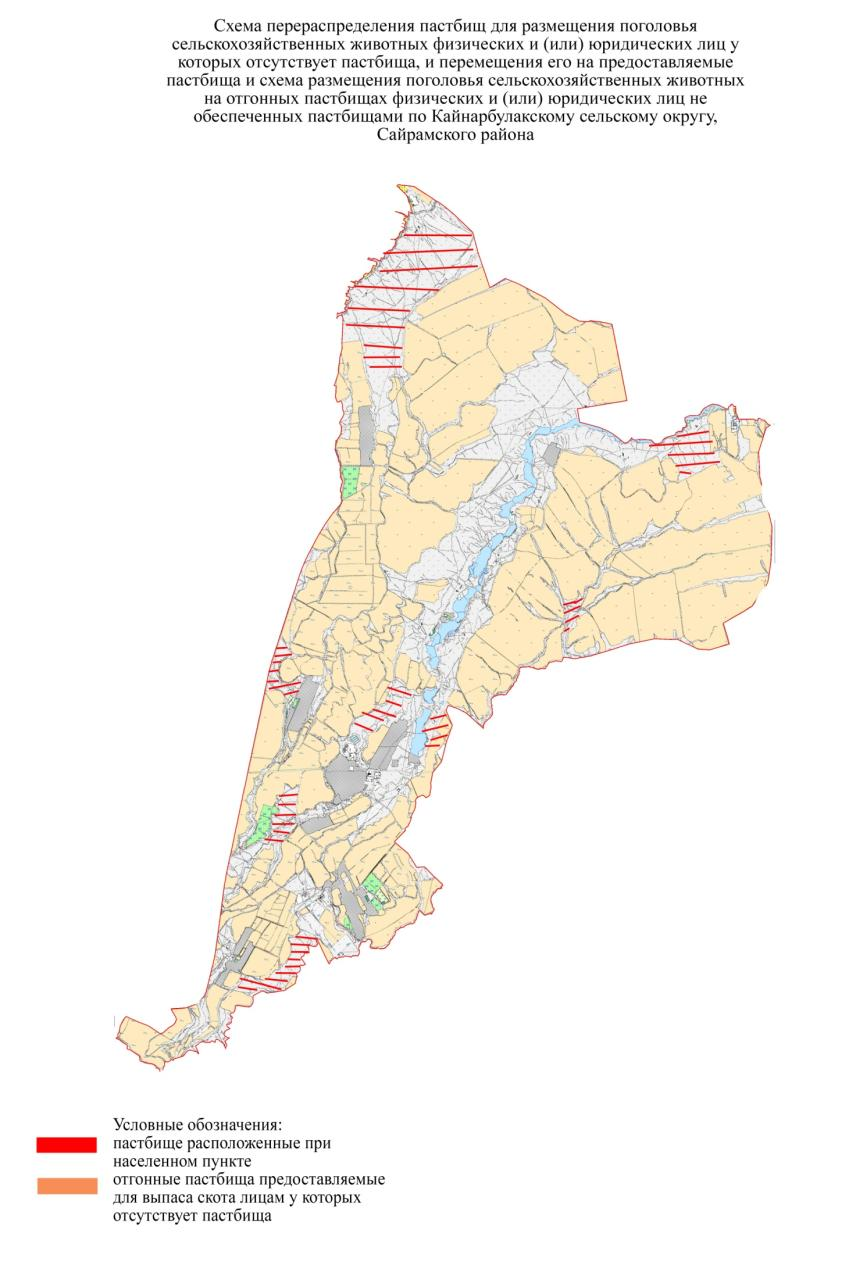 Схема перераспределения пастбищ для размещения поголовья
сельскохозяйственных животных физических и (или) юридических лиц у
которых отсутствует пастбища, и перемещения его на предоставляемые
пастбища и схема размещения поголовья сельскохозяйственных животных
на отгонных пастбищах физических и (или) юридических лиц не
обеспеченных пастбищами по Кайнарбулакскому сельскому округу,
Сайрамского района
Условные обозначения:
пастбище расположенные при
населенном пункте
отгонные пастбища предоставляемые
для выпаса скота лицам у которых
отсутствует пастбища